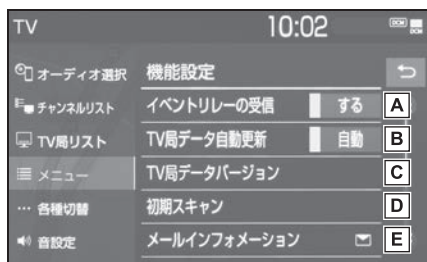 TV 10:02 DCM
オーディオ選択
チャンネルリスト
TV局リスト
メニュー
各種切替
音設定
機能設定
イベントリレーの受信 する A
TV局データ自動更新 自動 B
TV局データバージョン C
初期スキャン D
メールインフォメーション E